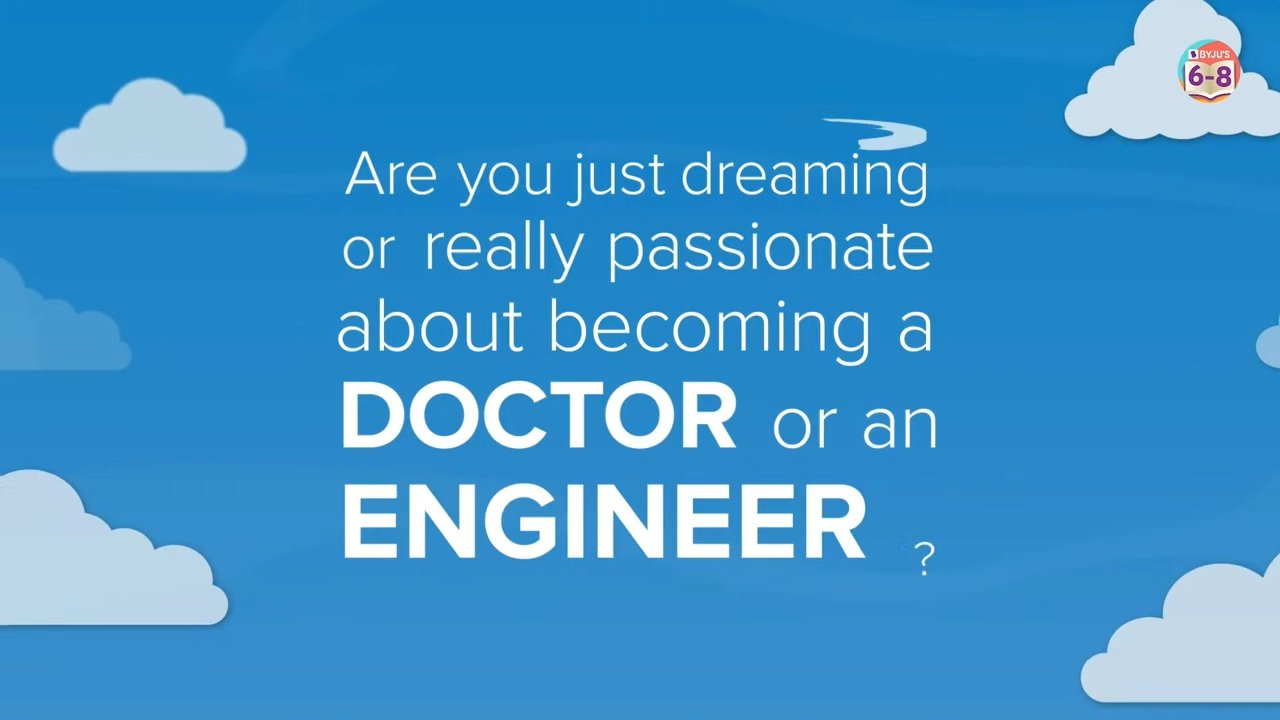 BYJU'S
6-8
Are you just dreaming
or really passionate
about becoming a
DOCTOR or an
ENGINEER ?